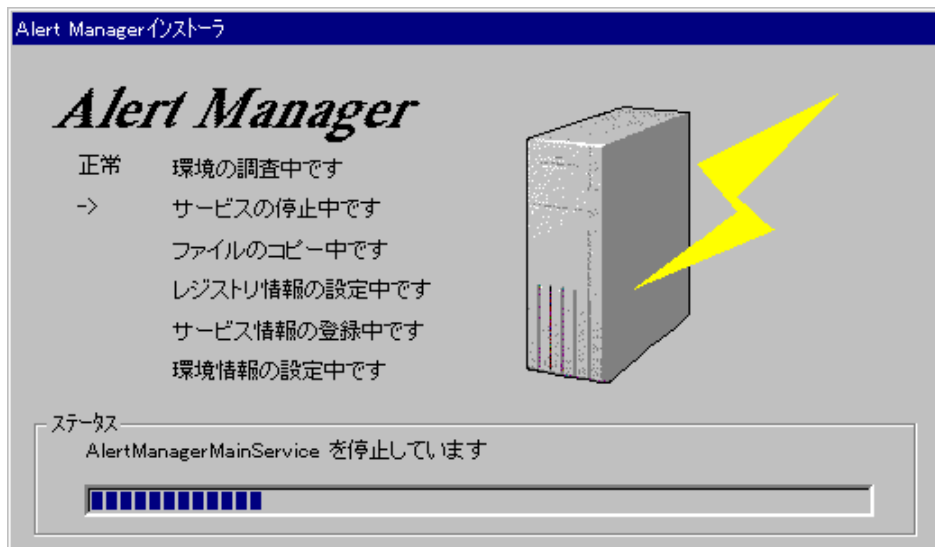 Alert Managerインストーラ
Alert Manager
正常 環境の調査中です
-> サービスの停止中です
ファイルのコピー中です
レジストリ情報の設定中です
サービス情報の登録中です
環境情報の設定中です
ステータス
AlertManagerMainService を停止しています